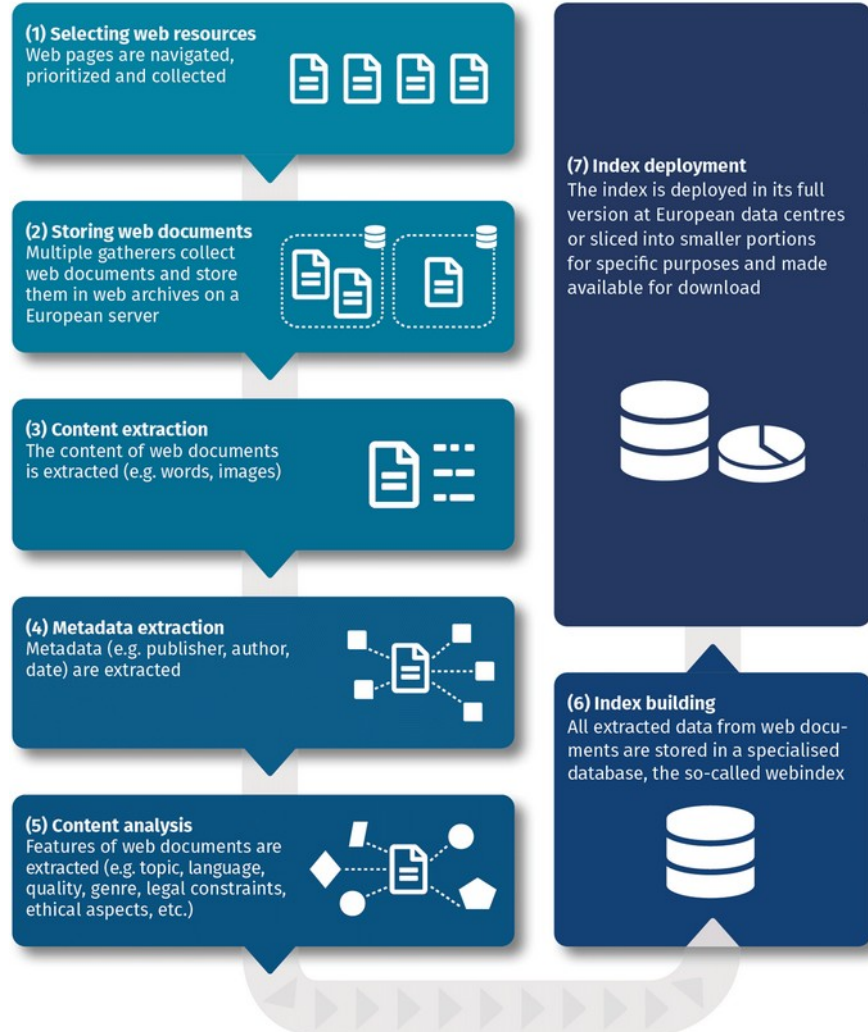 (1) Selecting web resources
Web pages are navigated,
prioritized and collected
(2) Storing web documents
Multiple gatherers collect
web documents and store
them in web archives on a
European server
(3) Content extraction
The content of web documents
is extracted (e.g. words, images)
(4) Metadata extraction
Metadata (e.g. publisher, author,
date) are extracted
(5) Content analysis
Features of web documents are
extracted (e.g. topic, language,
quality, genre, legal constraints,
ethical aspects, etc.)
(6) Index building
All extracted data from web docu-
ments are stored in a specialised
database, the so-called webindex
(7) Index deployment
The index is deployed in its full
version at European data centres
or sliced into smaller portions
for specific purposes and made
available for download